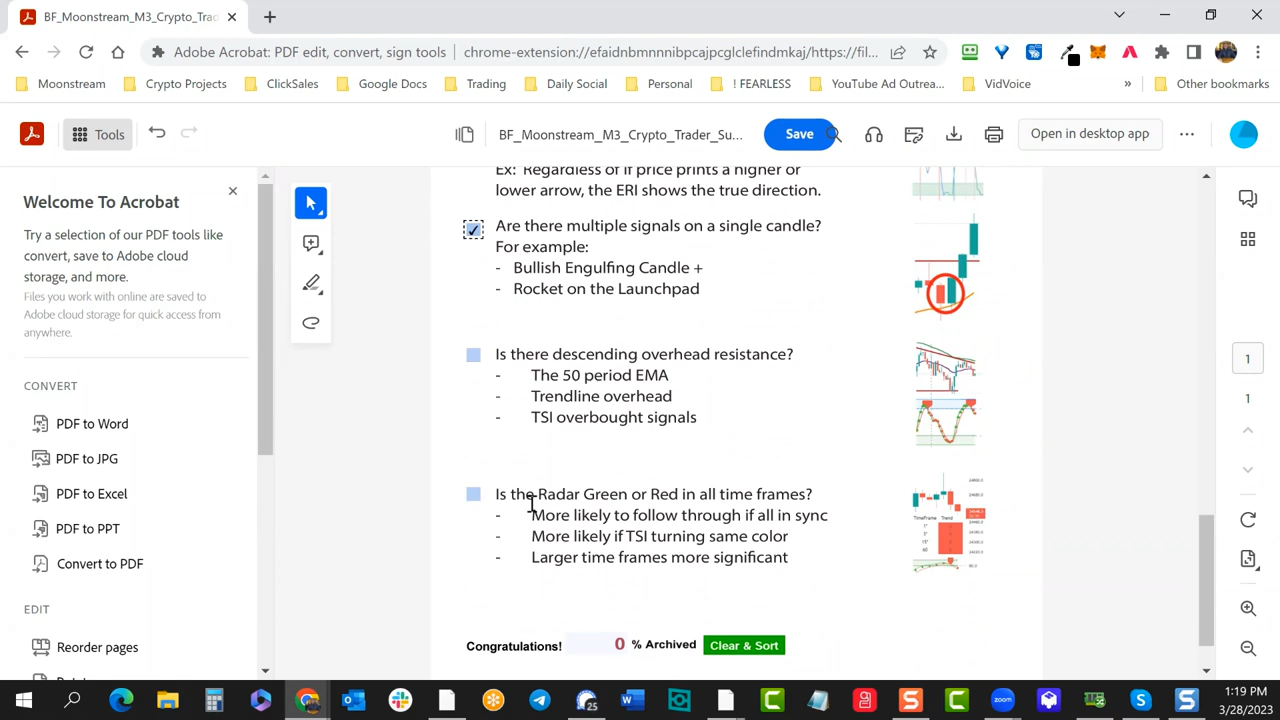 BF_Moonstream_M3_Crypto_Trad
Adobe Acrobat: PDF edit, convert, sign tools | chrome-extension://efaidnbmnnnibpcajpcglclefindmkaj/https://fil...
Moonstream Crypto Projects ClickSales Google Docs Trading Daily Social Personal ! FEARLESS YouTube Ad Outrea... VidVoice » Other bookmarks
Tools BF_Moonstream_M3_Crypto_Trader_Su... Save Open in desktop app
Welcome To Acrobat
Try a selection of our PDF tools like
convert, save to Adobe cloud
storage, and more.
Files you work with online are saved to
Adobe cloud storage for quick access from
anywhere.
CONVERT
PDF to Word
PDF to JPG
PDF to Excel
PDF to PPT
Convert to PDF
EDIT
Reorder pages
Ex: Regardless of if price prints a higher or
lower arrow, the ERI shows the true direction.
Are there multiple signals on a single candle?
For example:
- Bullish Engulfing Candle +
- Rocket on the Launchpad
Is there descending overhead resistance?
- The 50 period EMA
- Trendline overhead
- TSI overbought signals
Is the Radar Green or Red in all time frames?
- More likely to follow through if all in sync
- More likely if TSI turning same color
- Larger time frames more significant
TimeFrame Trend
Congratulations! 0 % Archived Clear & Sort
1
1
25
1:19 PM
3/28/2023